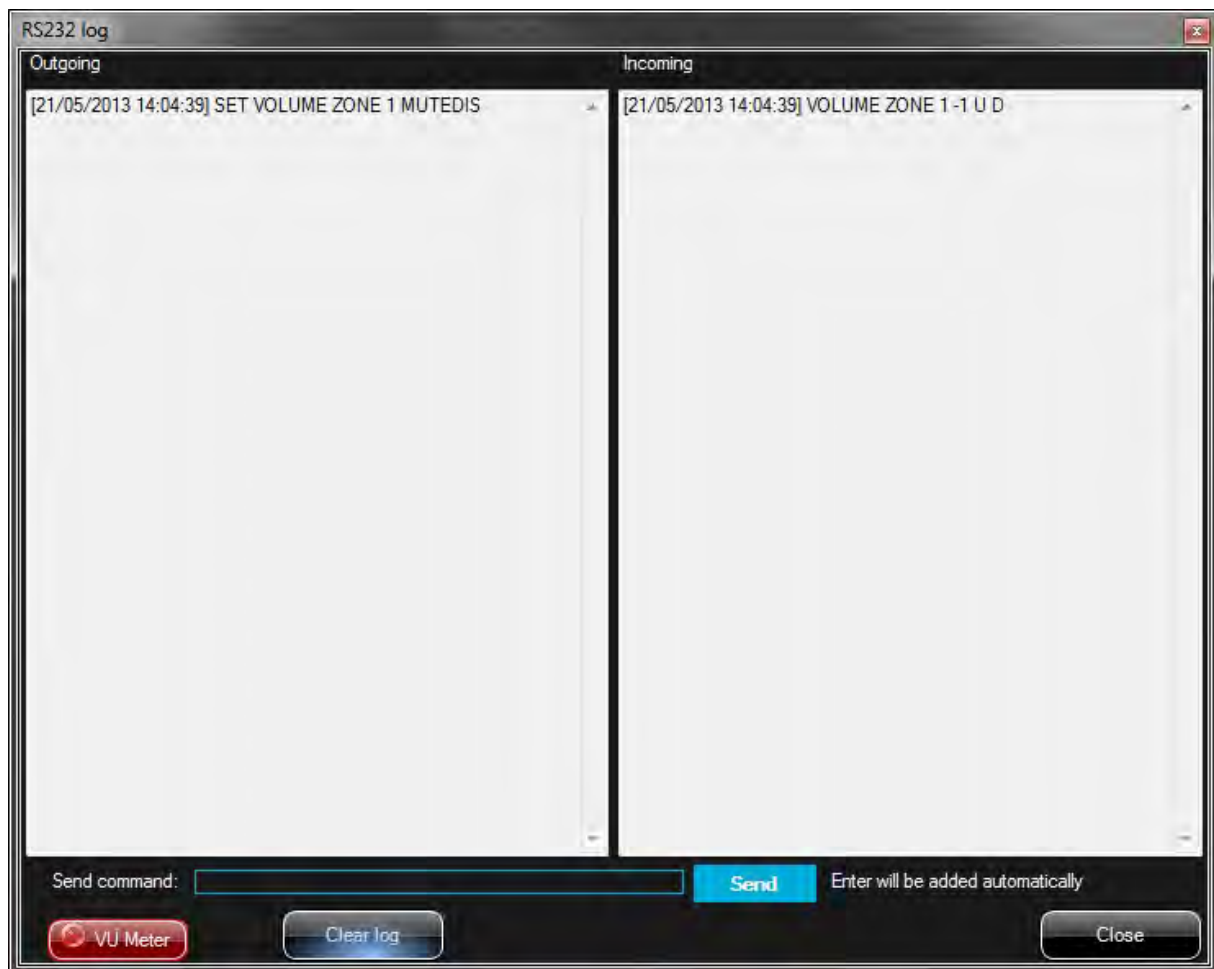 RS232 log
Outgoing
Incoming
[21/05/2013 14:04:39] SET VOLUME ZONE 1 MUTEDIS
[21/05/2013 14:04:39] VOLUME ZONE 1 -1 U D
Send command:
Send
Enter will be added automatically
VU Meter
Clear log
Close